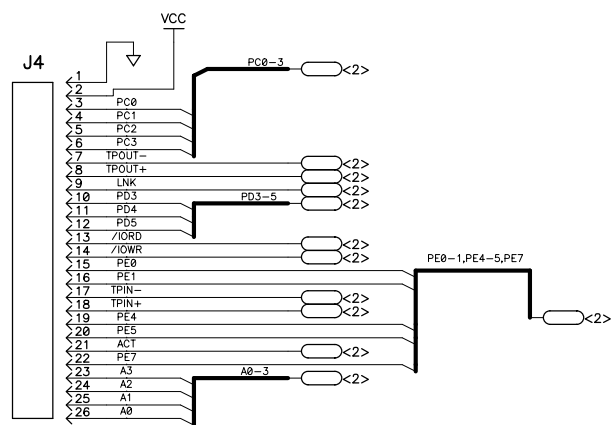 VCC
J4
PC0-3
<2>
1
2
3 PC0
4 PC1
5 PC2
6 PC3
7 TPOUT- <2>
8 TPOUT+ <2>
9 LNK <2>
10 PD3 PD3-5 <2>
11 PD4
12 PD5
13 /IORD <2>
14 /IOWR <2>
15 PE0 PE0-1,PE4-5,PE7
16 PE1
17 TPIN- <2>
18 TPIN+ <2>
19 PE4 <2>
20 PE5
21 ACT <2>
22 PE7
23 A3 A0-3 <2>
24 A2
25 A1
26 A0